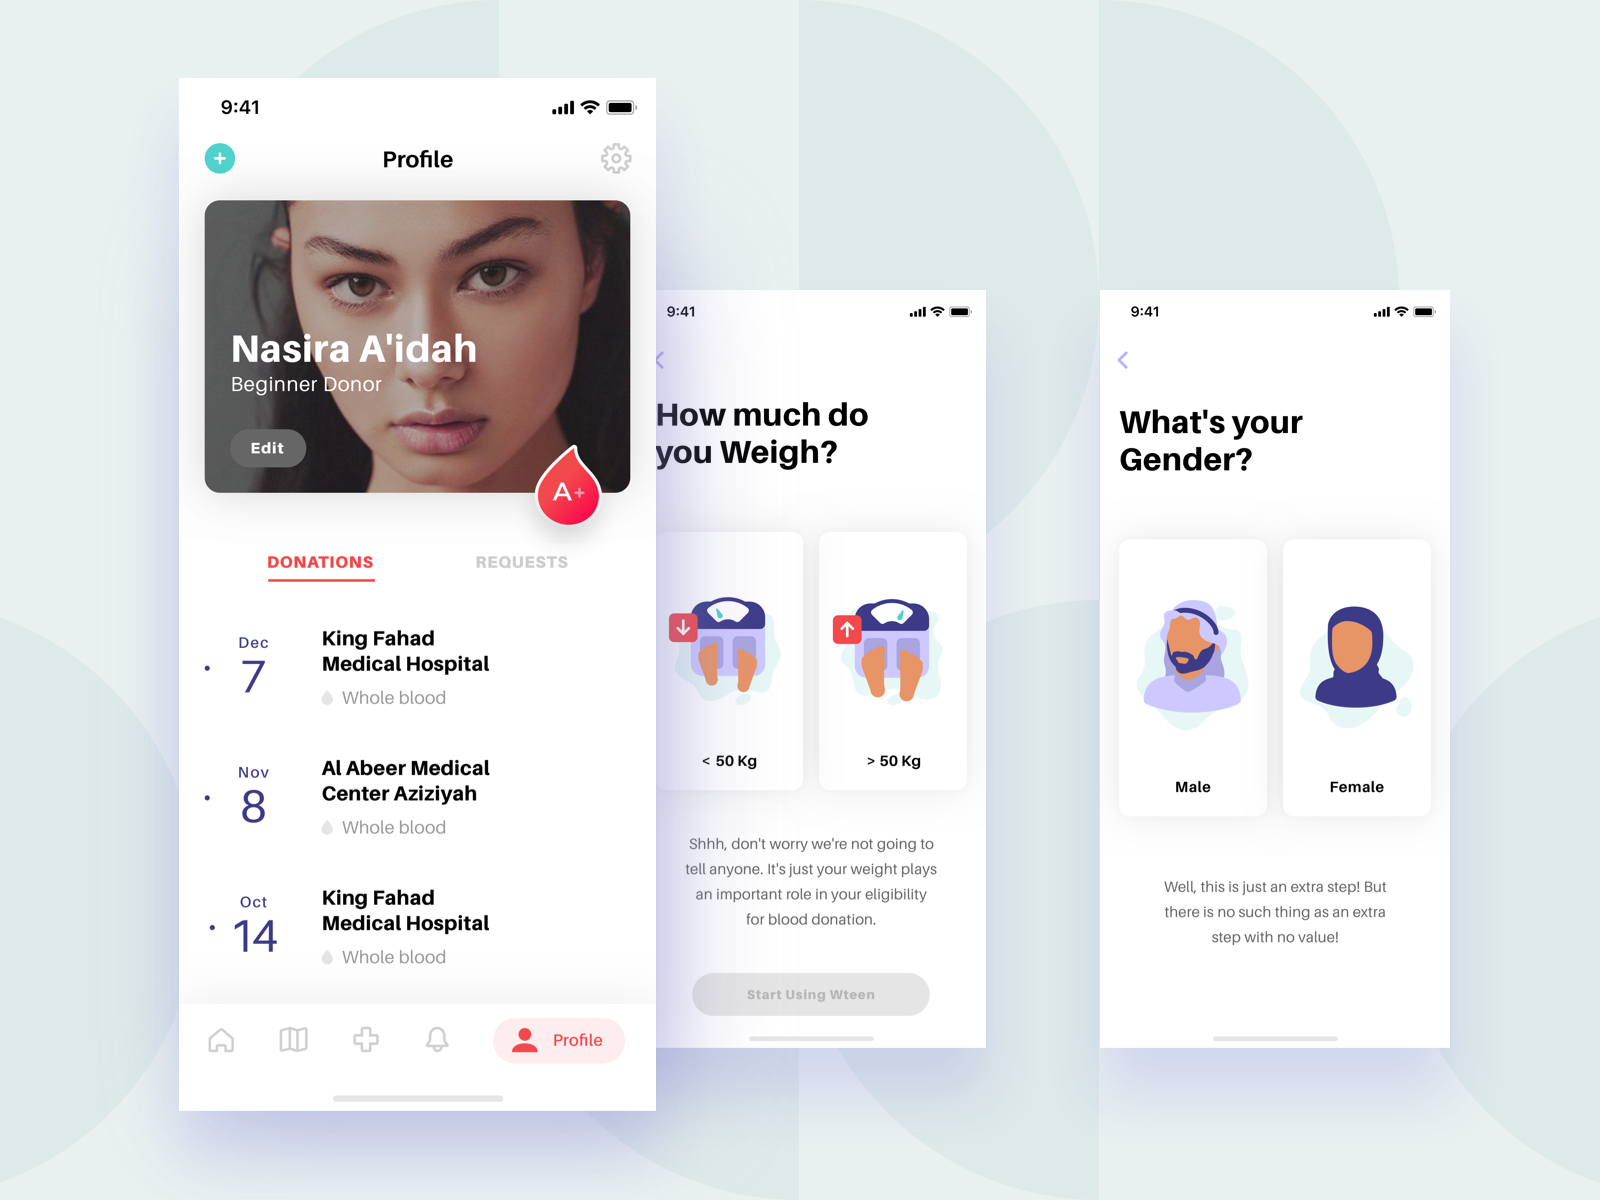 9:41
Profile
Nasira A'idah
Beginner Donor
Edit
A+
DONATIONS
REQUESTS
Dec
7
King Fahad
Medical Hospital
Whole blood
Nov
8
Al Abeer Medical
Center Aziziyah
Whole blood
Oct
14
King Fahad
Medical Hospital
Whole blood
Profile
9:41
How much do
you Weigh?
< 50 Kg
> 50 Kg
Shhh, don't worry we're not going to
tell anyone. It's just your weight plays
an important role in your eligibility
for blood donation.
Start Using Wteen
9:41
What's your
Gender?
Male
Female
Well, this is just an extra step! But
there is no such thing as an extra
step with no value!